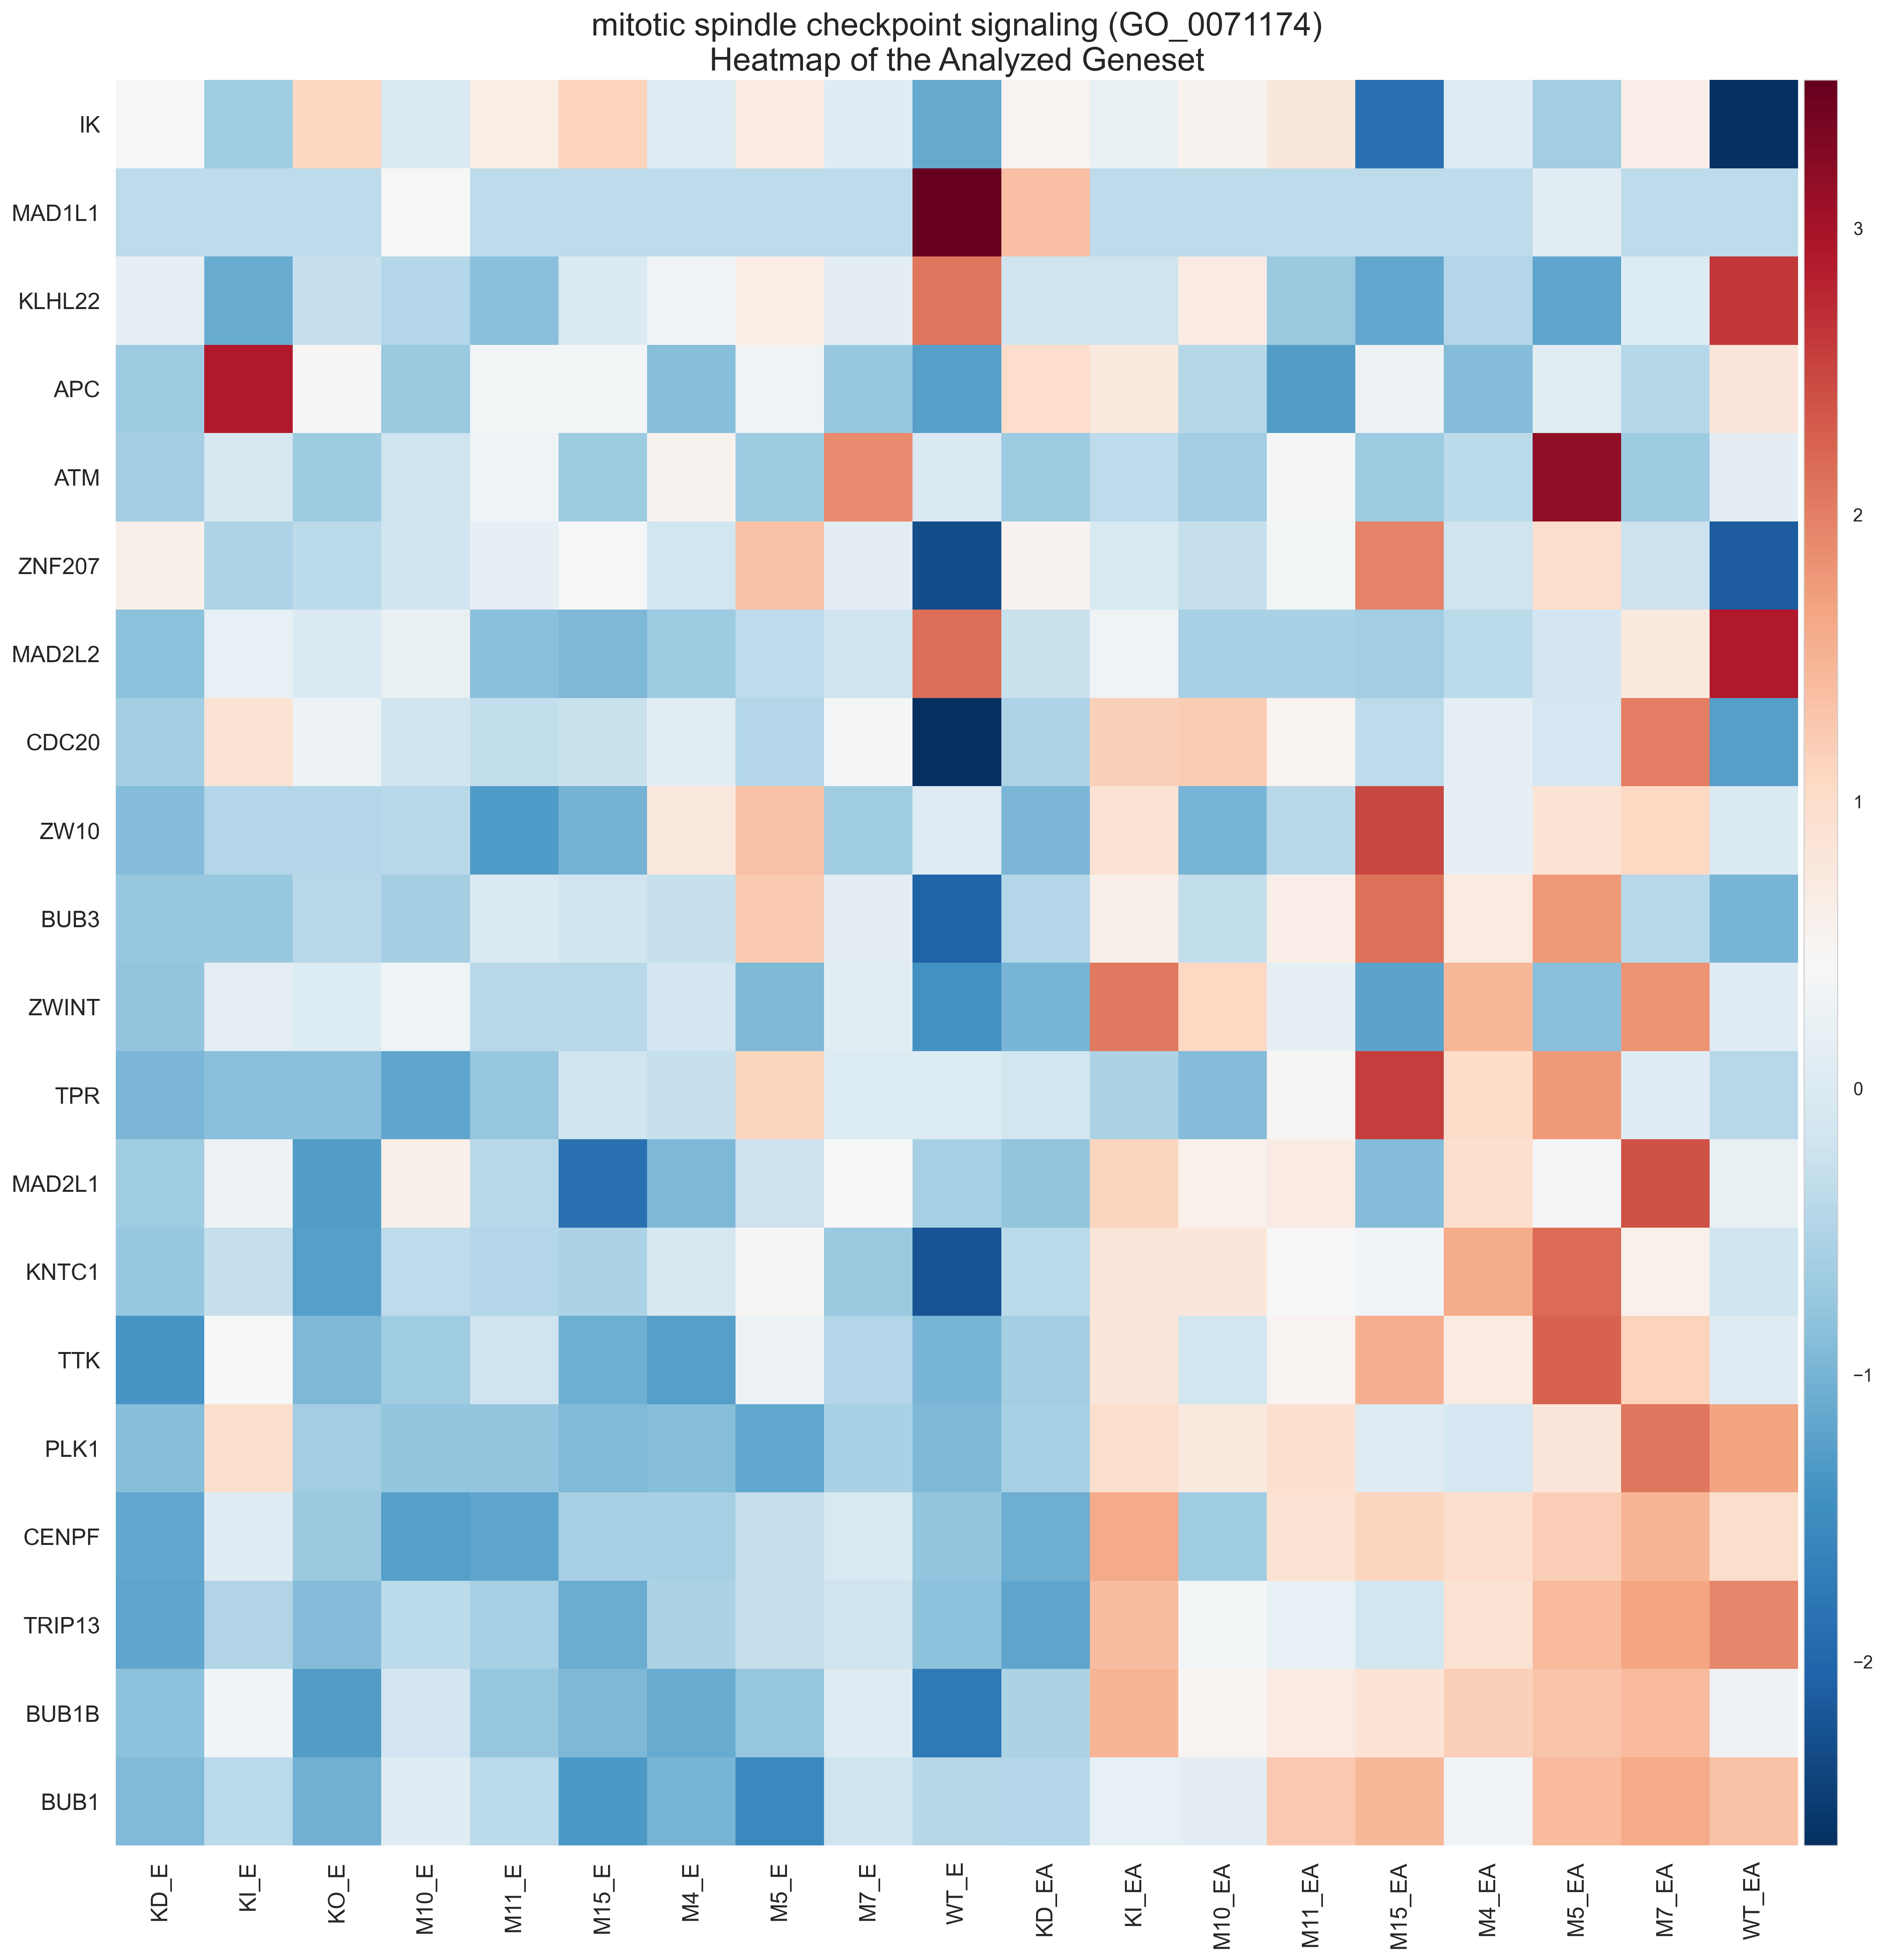 mitotic spindle checkpoint signaling (GO_0071174)
Heatmap of the Analyzed Geneset
IK
MAD1L1
KLHL22
APC
ATM
ZNF207
MAD2L2
CDC20
ZW10
BUB3
ZWINT
TPR
MAD2L1
KNTC1
TTK
PLK1
CENPF
TRIP13
BUB1B
BUB1
3
2
1
0
−1
−2
KD_E
KI_E
KO_E
M10_E
M11_E
M15_E
M4_E
M5_E
M7_E
WT_E
KD_EA
KI_EA
M10_EA
M11_EA
M15_EA
M4_EA
M5_EA
M7_EA
WT_EA